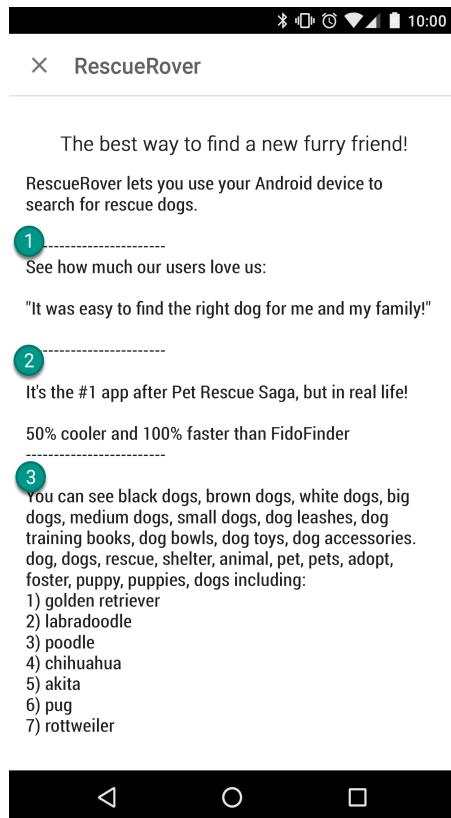 10:00
RescueRover
The best way to find a new furry friend!
RescueRover lets you use your Android device to
search for rescue dogs.
1
-----------------------
See how much our users love us:
"It was easy to find the right dog for me and my family!"
-----------------------
2
It's the #1 app after Pet Rescue Saga, but in real life!
50% cooler and 100% faster than FidoFinder
-------------------------
3
You can see black dogs, brown dogs, white dogs, big
dogs, medium dogs, small dogs, dog leashes, dog
training books, dog bowls, dog toys, dog accessories.
dog, dogs, rescue, shelter, animal, pet, pets, adopt,
foster, puppy, puppies, dogs including:
1) golden retriever
2) labradoodle
3) poodle
4) chihuahua
5) akita
6) pug
7) rottweiler